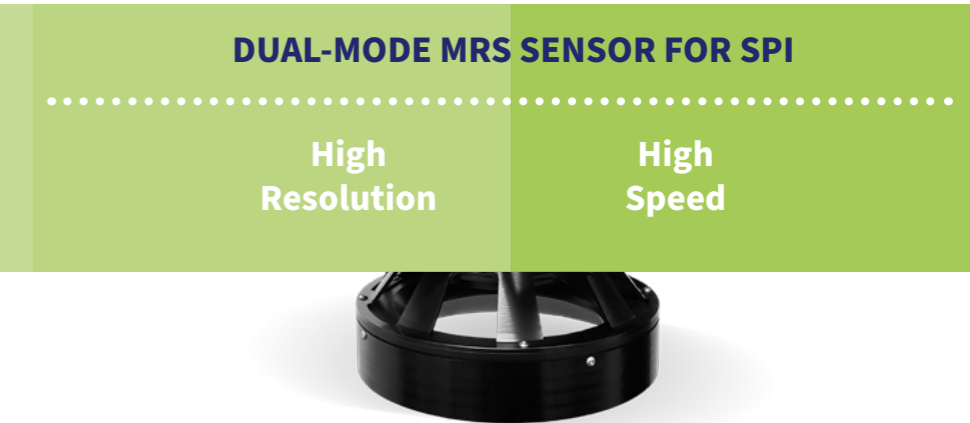 DUAL-MODE MRS SENSOR FOR SPI
High
Resolution
High
Speed